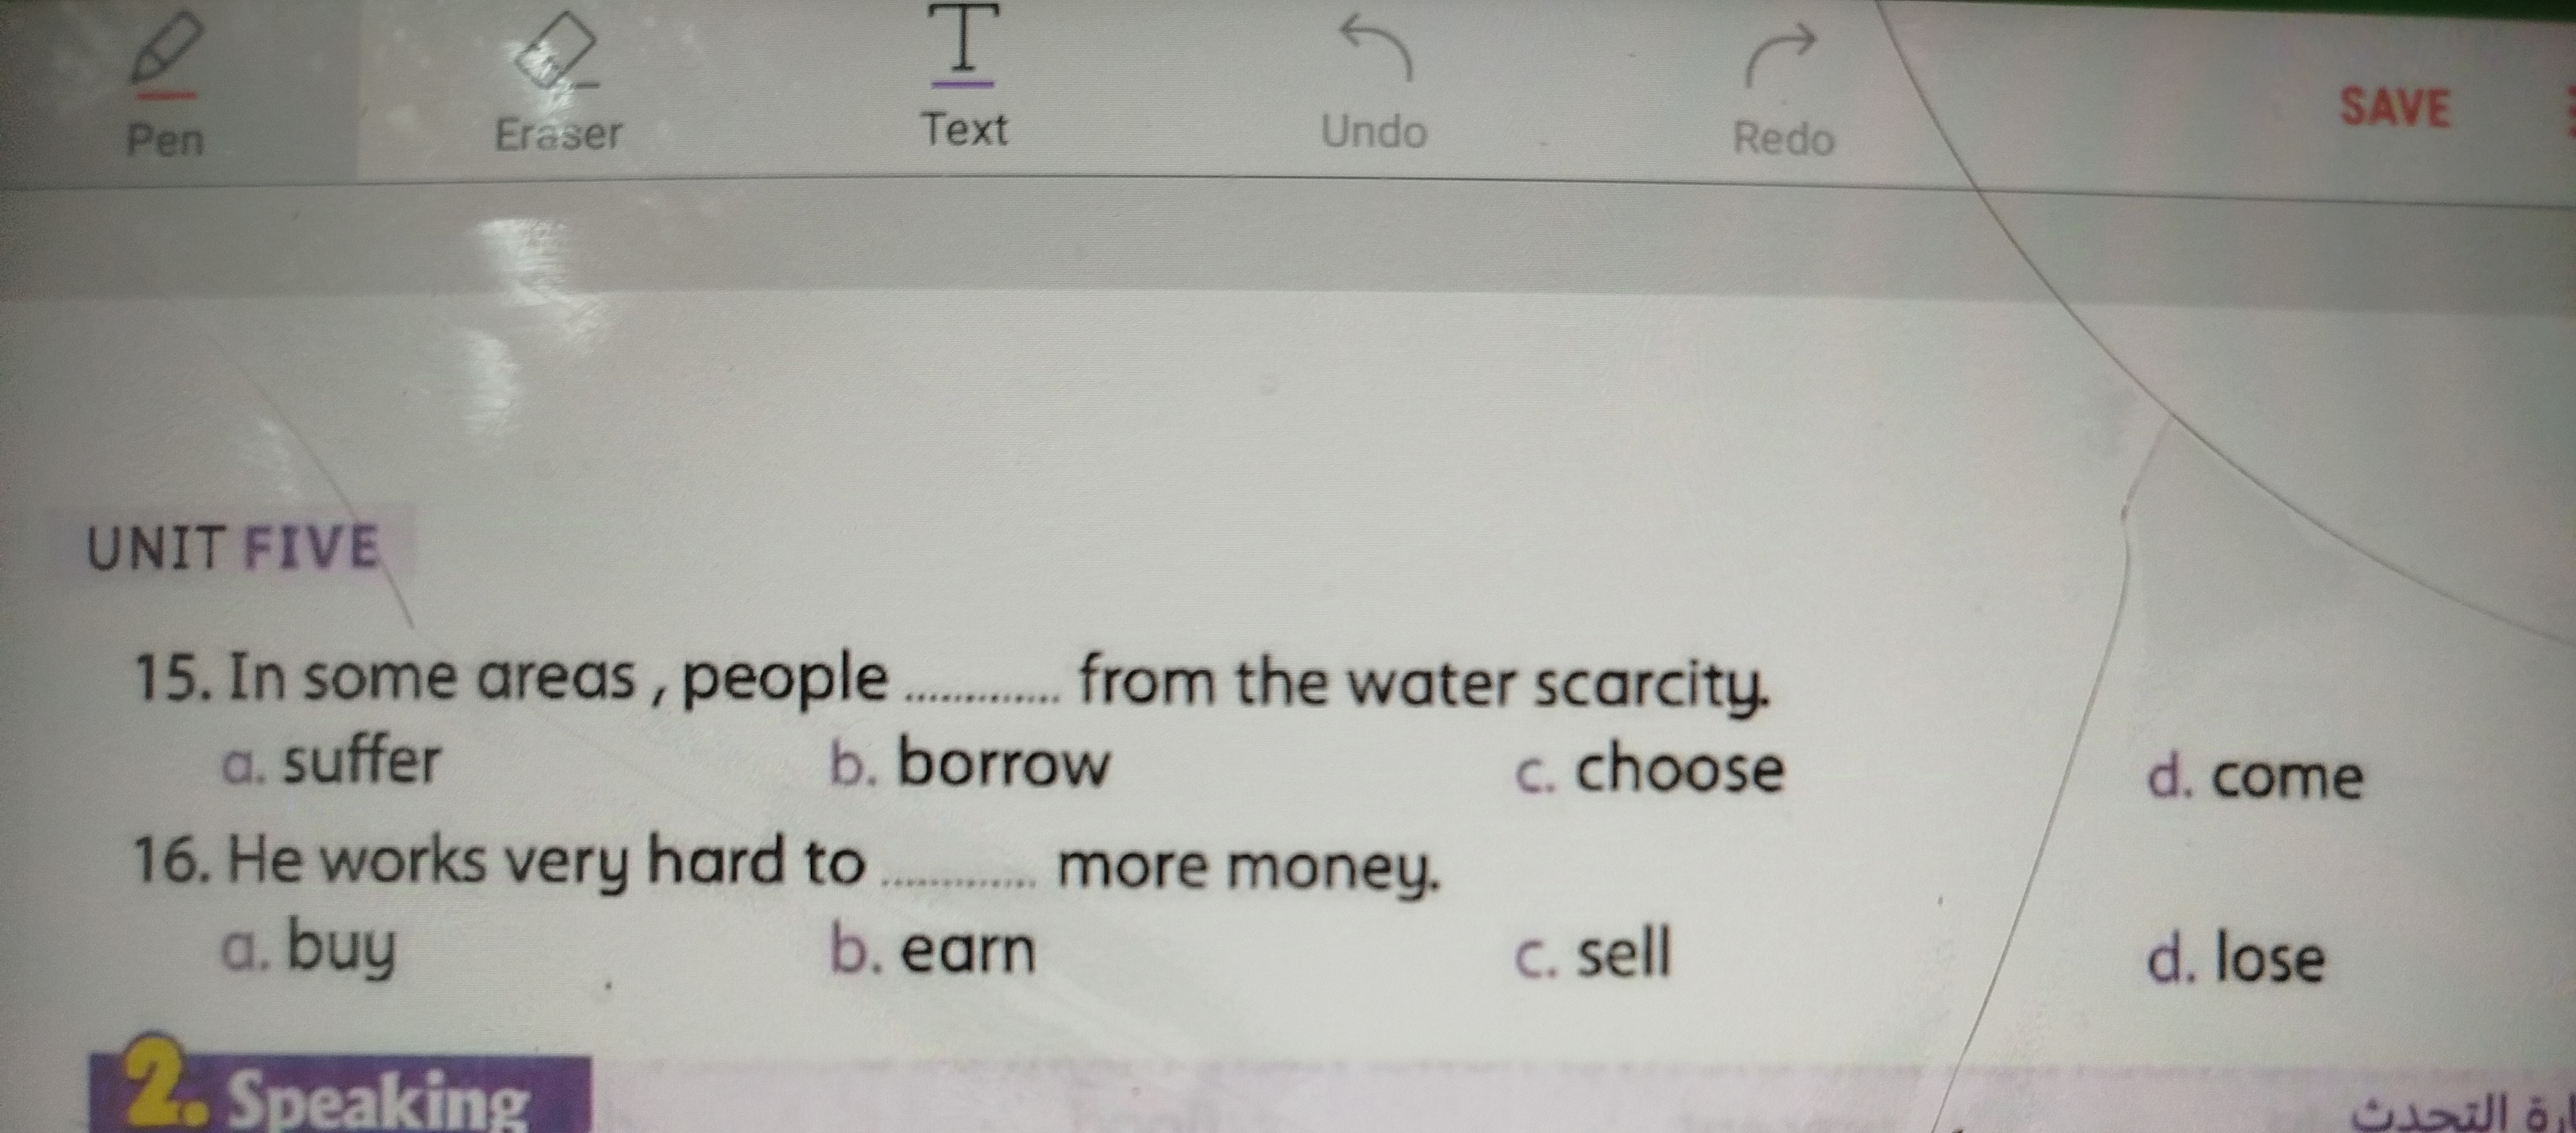 Pen Eraser Text Undo Redo SAVE
UNIT FIVE
15. In some areas , people ............. from the water scarcity.
a. suffer b. borrow c. choose d. come
16. He works very hard to ............. more money.
a. buy b. earn c. sell d. lose
2. Speaking التحدث